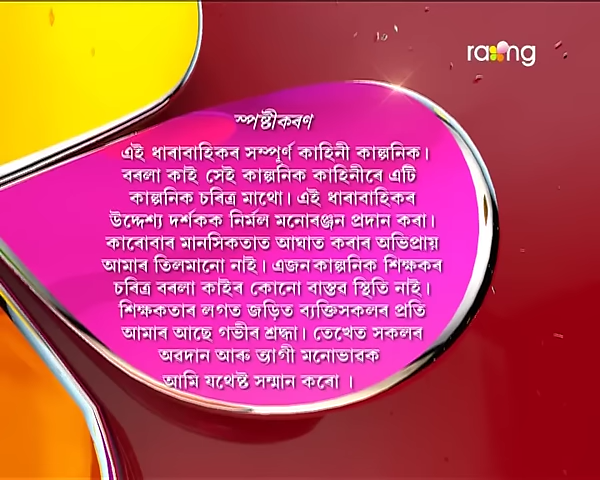 rang
স্পষ্টীকৰণ
এই ধাৰাবাহিকৰ সম্পূৰ্ণ কাহিনী কাল্পনিক।
বৰলা কাই সেই কাল্পনিক কাহিনীৰে এটি
কাল্পনিক চৰিত্ৰ মাথো। এই ধাৰাবাহিকৰ
উদ্দেশ্য দৰ্শকক নিৰ্মল মনোৰঞ্জন প্ৰদান কৰা।
কাৰোবাৰ মানসিকতাত আঘাত কৰাৰ অভিপ্ৰায়
আমাৰ তিলমানো নাই। এজন কাল্পনিক শিক্ষকৰ
চৰিত্ৰ বৰলা কাইৰ কোনো বাস্তৱ স্থিতি নাই।
শিক্ষকতাৰ লগত জড়িত ব্যক্তিসকলৰ প্ৰতি
আমাৰ আছে গভীৰ শ্ৰদ্ধা। তেখেত সকলৰ
অৱদান আৰু ত্যাগী মনোভাবক
আমি যথেষ্ট সন্মান কৰো ।